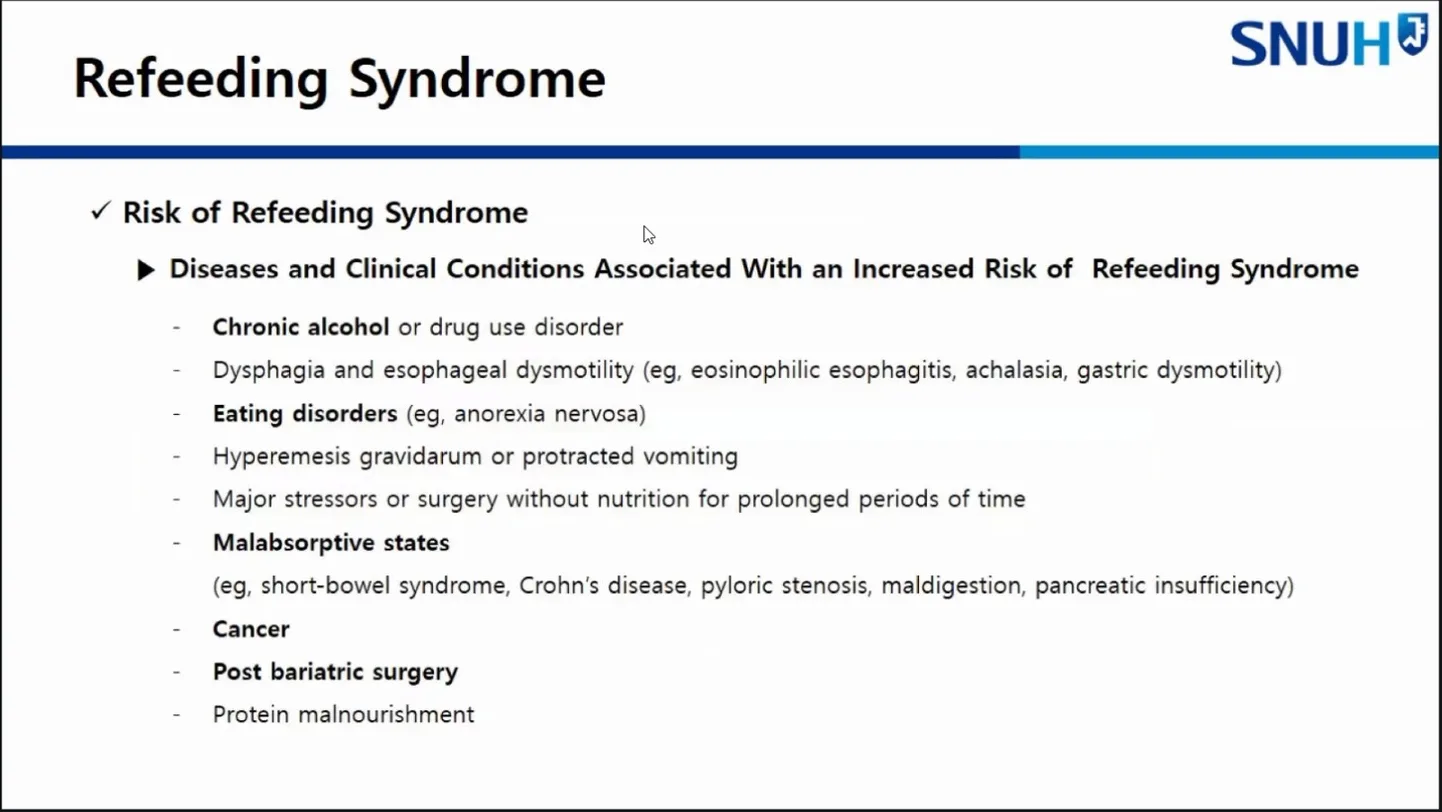 SNUH
Refeeding Syndrome
✓ Risk of Refeeding Syndrome
▶ Diseases and Clinical Conditions Associated With an Increased Risk of Refeeding Syndrome
- Chronic alcohol or drug use disorder
- Dysphagia and esophageal dysmotility (eg, eosinophilic esophagitis, achalasia, gastric dysmotility)
- Eating disorders (eg, anorexia nervosa)
- Hyperemesis gravidarum or protracted vomiting
- Major stressors or surgery without nutrition for prolonged periods of time
- Malabsorptive states
(eg, short-bowel syndrome, Crohn's disease, pyloric stenosis, maldigestion, pancreatic insufficiency)
- Cancer
- Post bariatric surgery
- Protein malnourishment